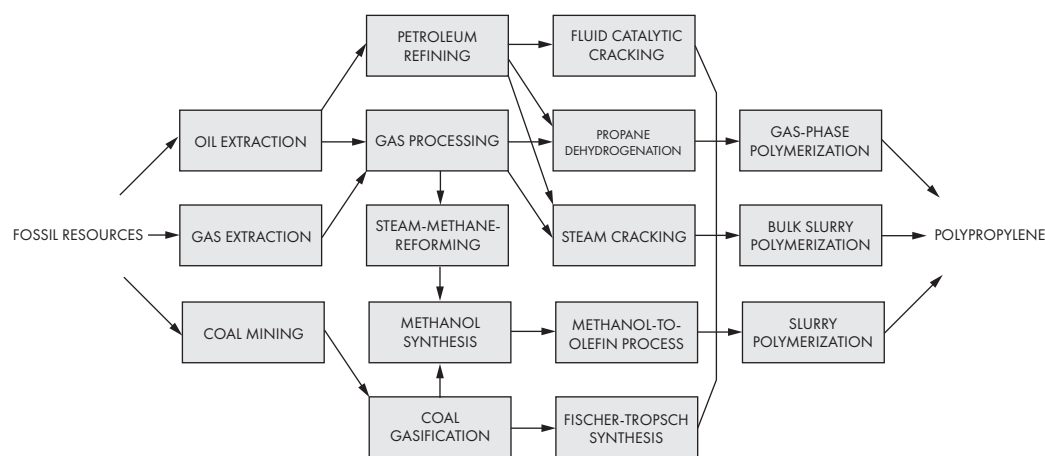 PETROLEUM
REFINING
FLUID CATALYTIC
CRACKING
OIL EXTRACTION
GAS PROCESSING
PROPANE
DEHYDROGENATION
GAS-PHASE
POLYMERIZATION
FOSSIL RESOURCES
GAS EXTRACTION
STEAM-METHANE-
REFORMING
STEAM CRACKING
BULK SLURRY
POLYMERIZATION
POLYPROPYLENE
COAL MINING
METHANOL
SYNTHESIS
METHANOL-TO-
OLEFIN PROCESS
SLURRY
POLYMERIZATION
COAL
GASIFICATION
FISCHER-TROPSCH
SYNTHESIS